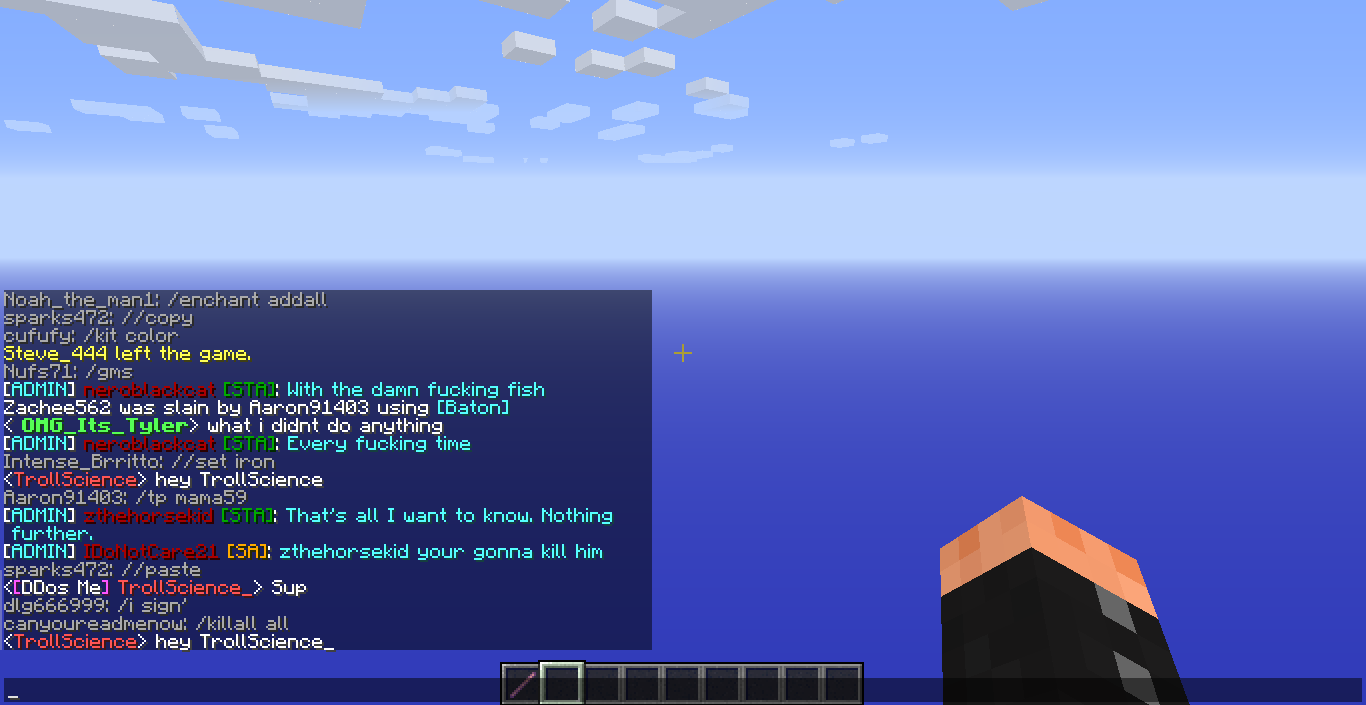 Noah_the_man1: /enchant addall
sparks472: //copy
cufufy: /kit color
Steve_444 left the game.
Nufs71: /gms
[ADMIN] neroblackcat [STA]: With the damn fucking fish
Zachee562 was slain by Aaron91403 using [Baton]
< OMG_Its_Tyler> what i didnt do anything
[ADMIN] neroblackcat [STA]: Every fucking time
Intense_Brritto: //set iron
<TrollScience> hey TrollScience
Aaron91403: /tp mama59
[ADMIN] zthehorsekid [STA]: That's all I want to know. Nothing
further.
[ADMIN] IDoNotCare21 [SA]: zthehorsekid your gonna kill him
sparks472: //paste
<[DDos Me] TrollScience_> Sup
dlg666999: /i sign'
canyoureadmenow: /killall all
<TrollScience> hey TrollScience_
_